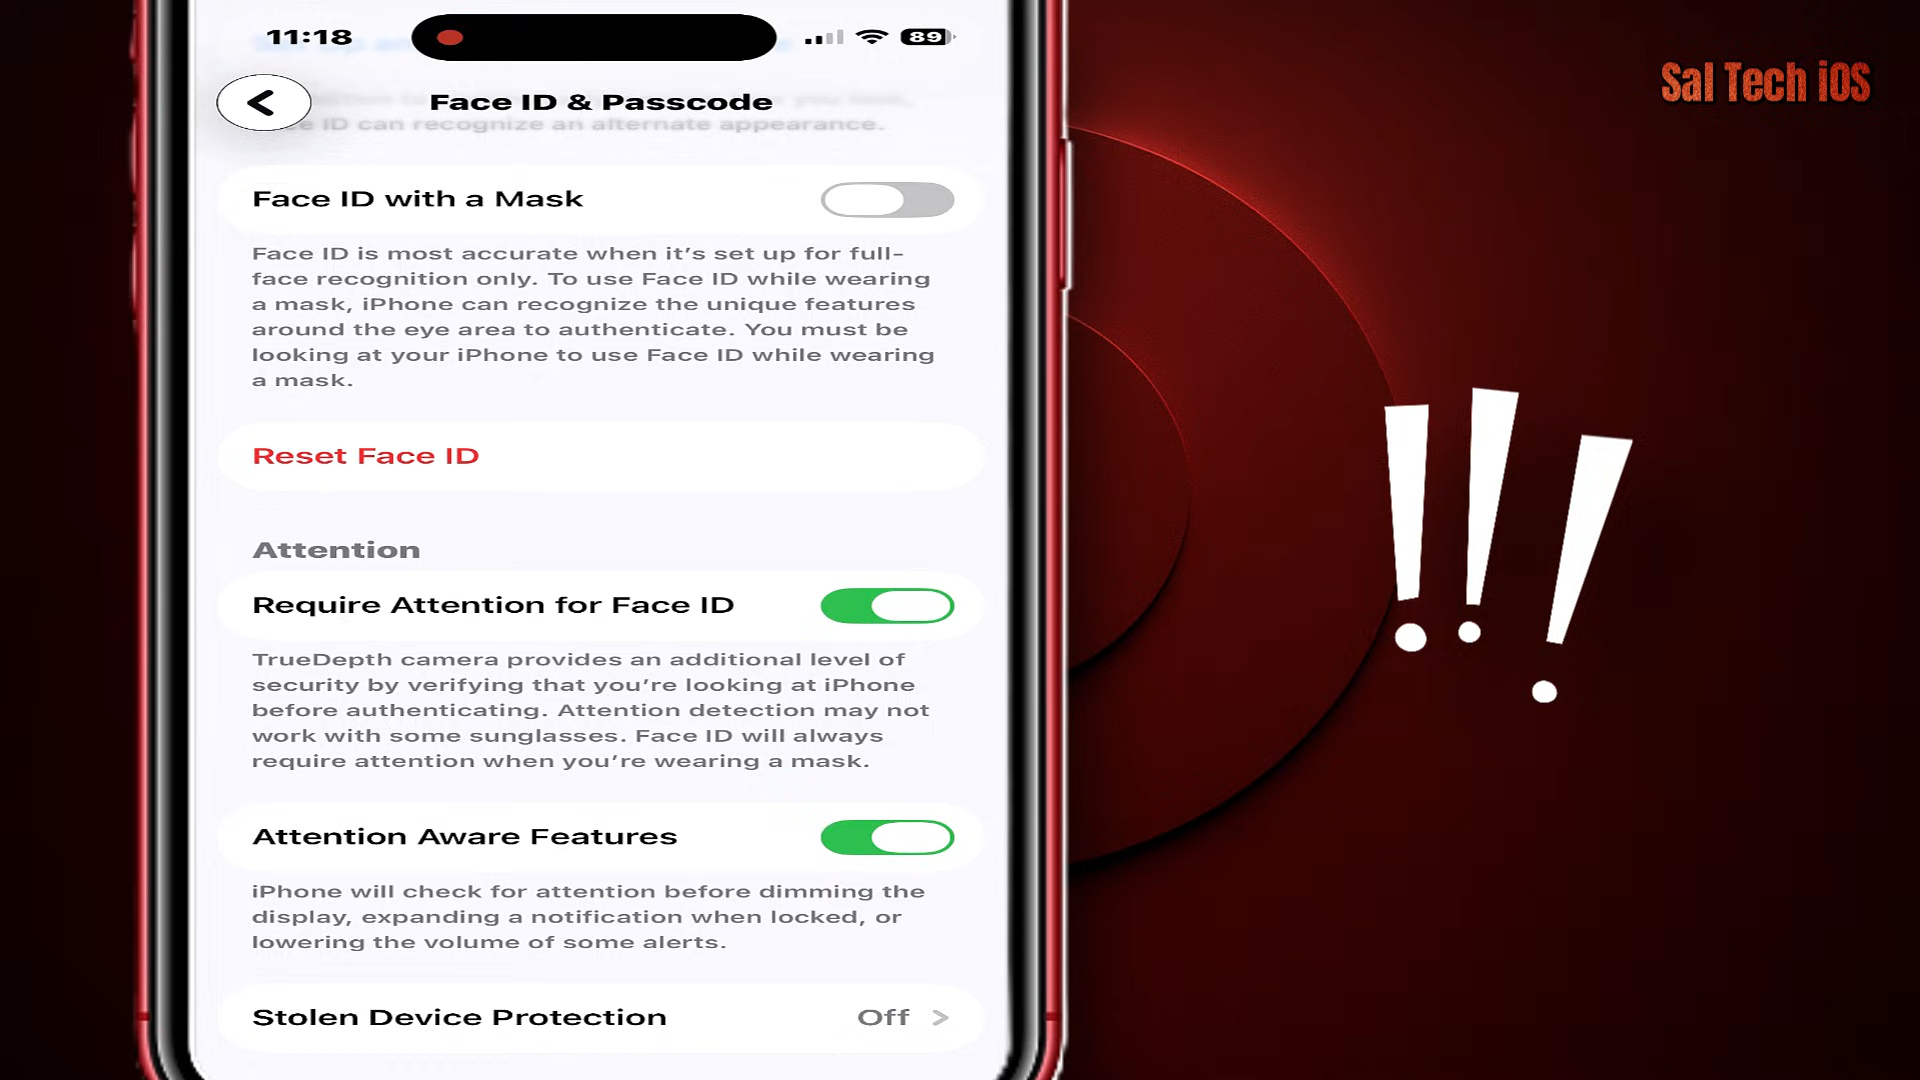 11:18
89
Sal Tech iOS
Face ID & Passcode
ID can recognize an alternate appearance.
Face ID with a Mask
Face ID is most accurate when it's set up for full-
face recognition only. To use Face ID while wearing
a mask, iPhone can recognize the unique features
around the eye area to authenticate. You must be
looking at your iPhone to use Face ID while wearing
a mask.
Reset Face ID
Attention
Require Attention for Face ID
TrueDepth camera provides an additional level of
security by verifying that you're looking at iPhone
before authenticating. Attention detection may not
work with some sunglasses. Face ID will always
require attention when you're wearing a mask.
Attention Aware Features
iPhone will check for attention before dimming the
display, expanding a notification when locked, or
lowering the volume of some alerts.
Stolen Device Protection Off
!!!